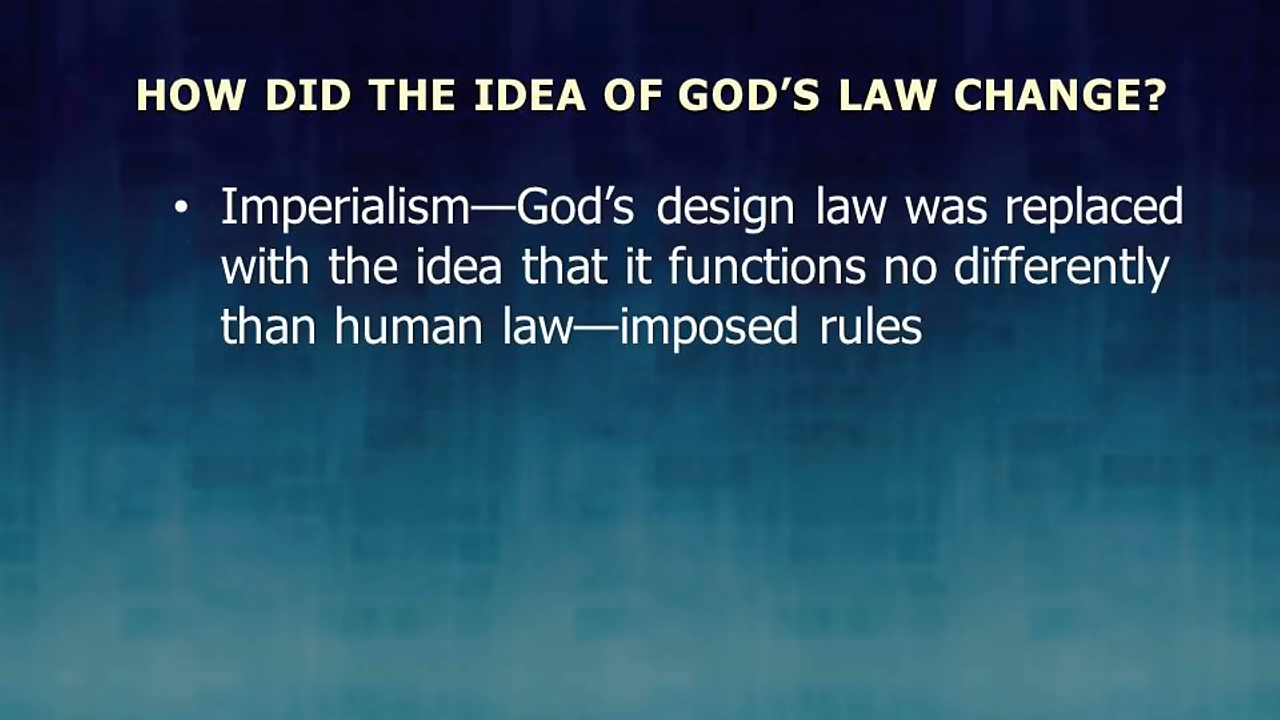 HOW DID THE IDEA OF GOD’S LAW CHANGE?
• Imperialism—God’s design law was replaced
with the idea that it functions no differently
than human law—imposed rules